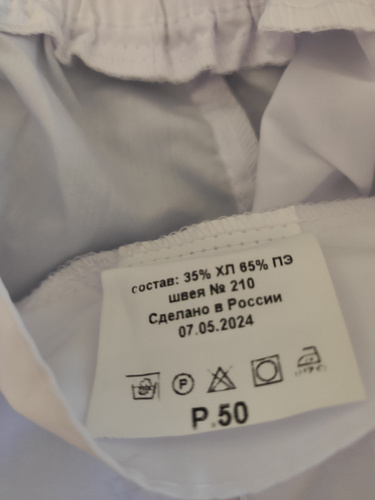 состав: 35% ХЛ 65% ПЭ
швея № 210
Сделано в России
07.05.2024
P
Р.50